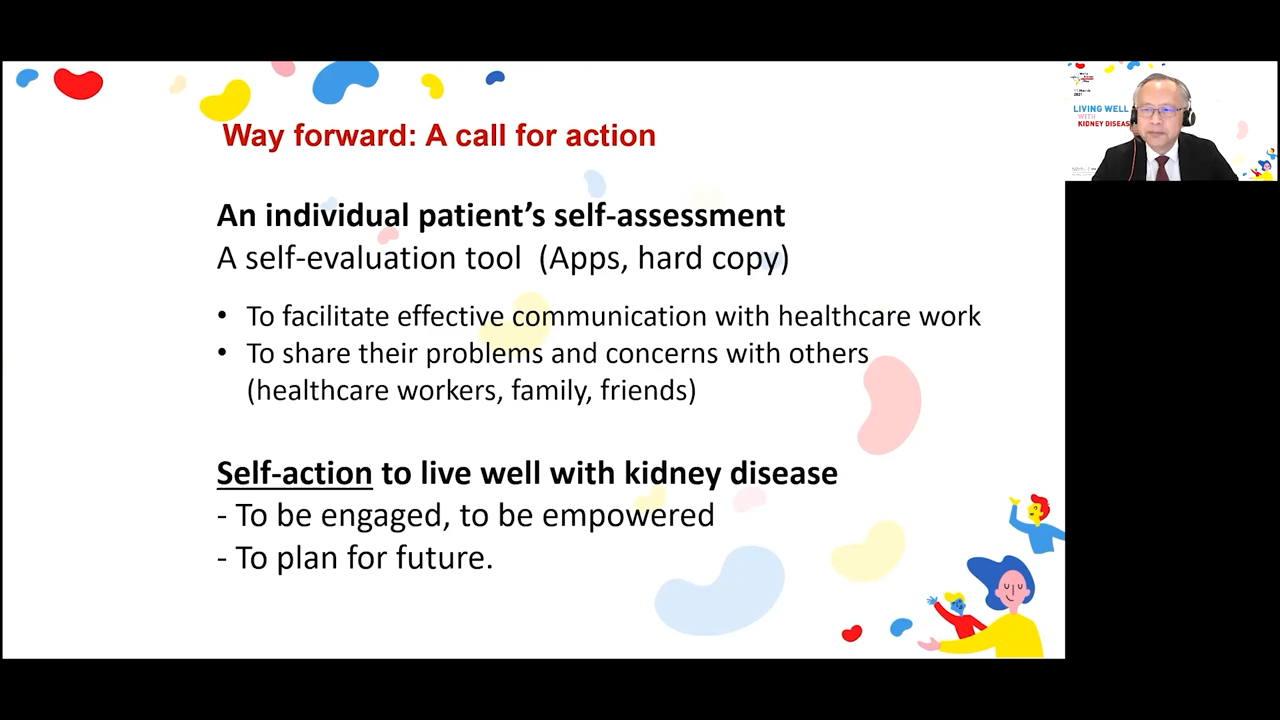 Way forward: A call for action
An individual patient’s self-assessment
A self-evaluation tool (Apps, hard copy)
• To facilitate effective communication with healthcare work
• To share their problems and concerns with others
(healthcare workers, family, friends)
Self-action to live well with kidney disease
- To be engaged, to be empowered
- To plan for future.
LIVING WELL
WITH
KIDNEY DISEAS